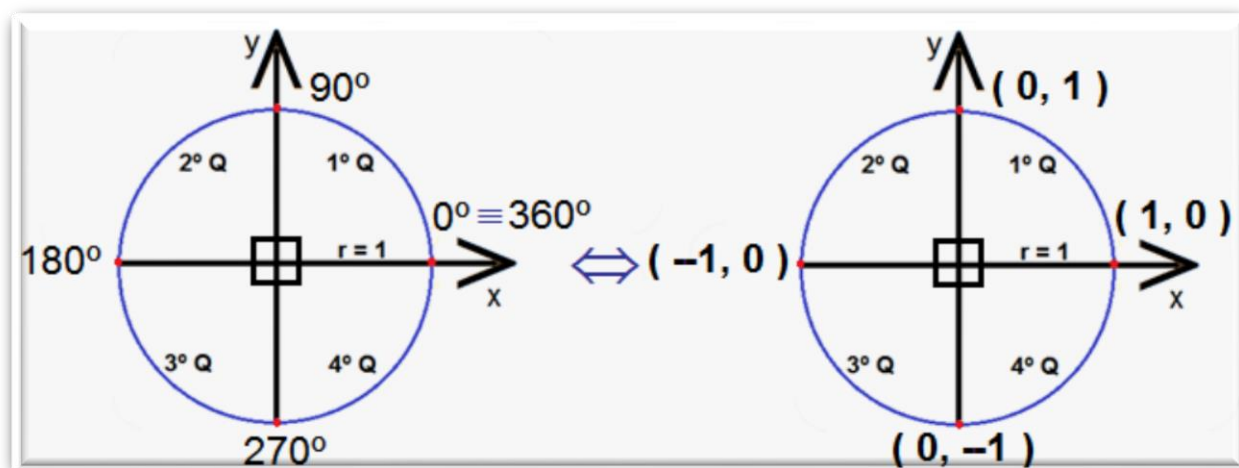 y
90º
2º Q
1º Q
0º ≡ 360º
180º
r = 1
x
3º Q
4º Q
270º
⇔
y
( 0, 1 )
2º Q
1º Q
( 1, 0 )
( –1, 0 )
r = 1
x
3º Q
4º Q
( 0, –1 )